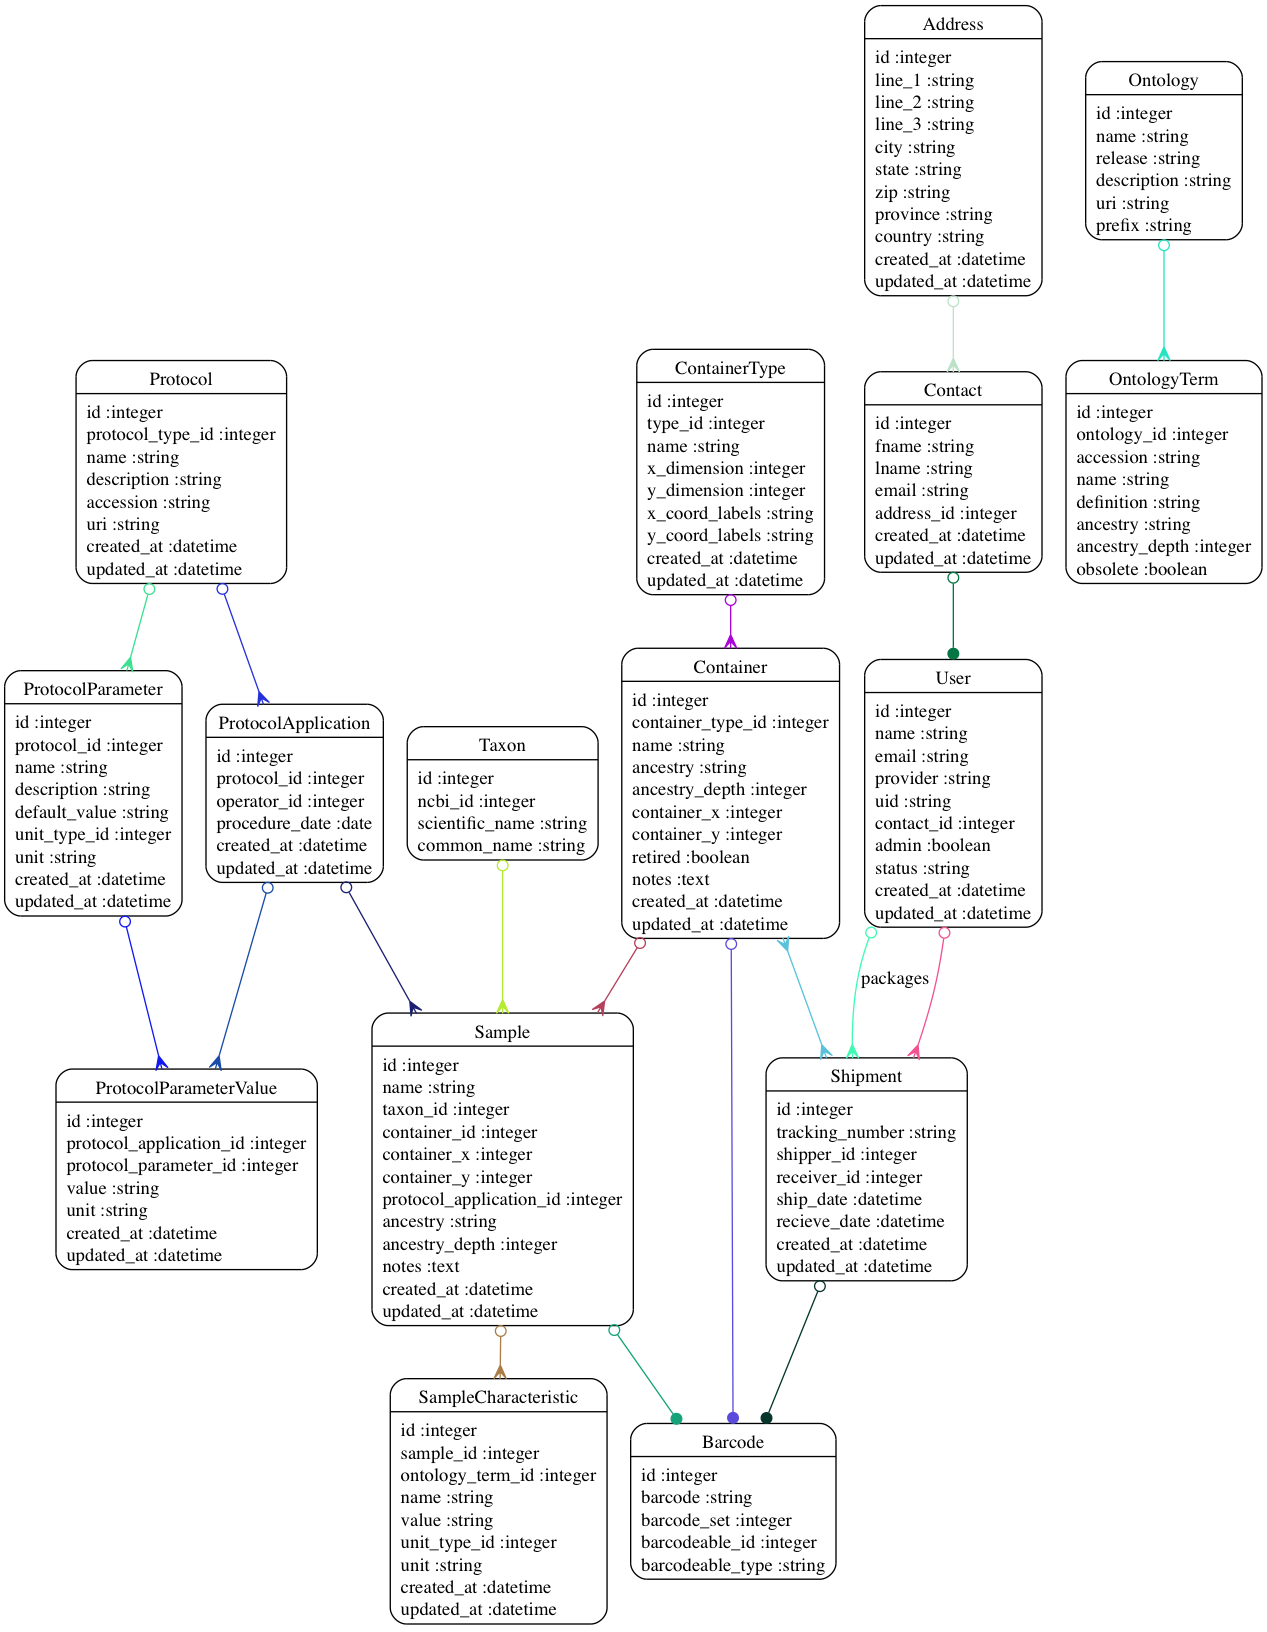 Address
id :integer
line_1 :string
line_2 :string
line_3 :string
city :string
state :string
zip :string
province :string
country :string
created_at :datetime
updated_at :datetime
Ontology
id :integer
name :string
release :string
description :string
uri :string
prefix :string
Protocol
id :integer
protocol_type_id :integer
name :string
description :string
accession :string
uri :string
created_at :datetime
updated_at :datetime
ContainerType
id :integer
type_id :integer
name :string
x_dimension :integer
y_dimension :integer
x_coord_labels :string
y_coord_labels :string
created_at :datetime
updated_at :datetime
Contact
id :integer
fname :string
lname :string
email :string
address_id :integer
created_at :datetime
updated_at :datetime
OntologyTerm
id :integer
ontology_id :integer
accession :string
name :string
definition :string
ancestry :string
ancestry_depth :integer
obsolete :boolean
ProtocolParameter
id :integer
protocol_id :integer
name :string
description :string
default_value :string
unit_type_id :integer
unit :string
created_at :datetime
updated_at :datetime
ProtocolApplication
id :integer
protocol_id :integer
operator_id :integer
procedure_date :date
created_at :datetime
updated_at :datetime
Taxon
id :integer
ncbi_id :integer
scientific_name :string
common_name :string
Container
id :integer
container_type_id :integer
name :string
ancestry :string
ancestry_depth :integer
container_x :integer
container_y :integer
retired :boolean
notes :text
created_at :datetime
updated_at :datetime
User
id :integer
name :string
email :string
provider :string
uid :string
contact_id :integer
admin :boolean
status :string
created_at :datetime
updated_at :datetime
packages
ProtocolParameterValue
id :integer
protocol_application_id :integer
protocol_parameter_id :integer
value :string
unit :string
created_at :datetime
updated_at :datetime
Sample
id :integer
name :string
taxon_id :integer
container_id :integer
container_x :integer
container_y :integer
protocol_application_id :integer
ancestry :string
ancestry_depth :integer
notes :text
created_at :datetime
updated_at :datetime
Shipment
id :integer
tracking_number :string
shipper_id :integer
receiver_id :integer
ship_date :datetime
recieve_date :datetime
created_at :datetime
updated_at :datetime
SampleCharacteristic
id :integer
sample_id :integer
ontology_term_id :integer
name :string
value :string
unit_type_id :integer
unit :string
created_at :datetime
updated_at :datetime
Barcode
id :integer
barcode :string
barcode_set :integer
barcodeable_id :integer
barcodeable_type :string